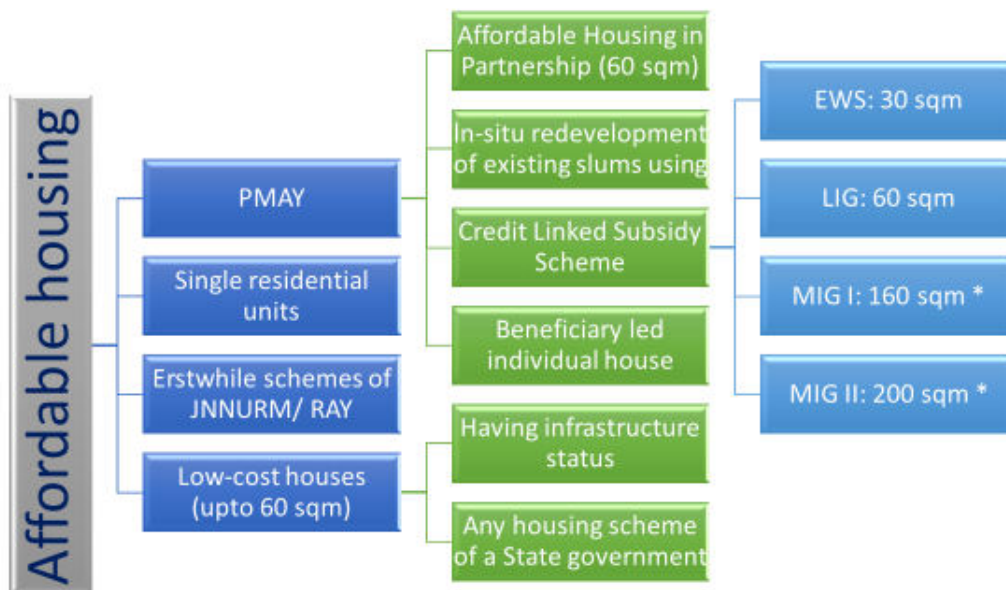 Affordable housing
PMAY
Single residential
units
Erstwhile schemes of
JNNURM/ RAY
Low-cost houses
(upto 60 sqm)
Affordable Housing in
Partnership (60 sqm)
In-situ redevelopment
of existing slums using
Credit Linked Subsidy
Scheme
Beneficiary led
individual house
Having infrastructure
status
Any housing scheme
of a State government
EWS: 30 sqm
LIG: 60 sqm
MIG I: 160 sqm *
MIG II: 200 sqm *